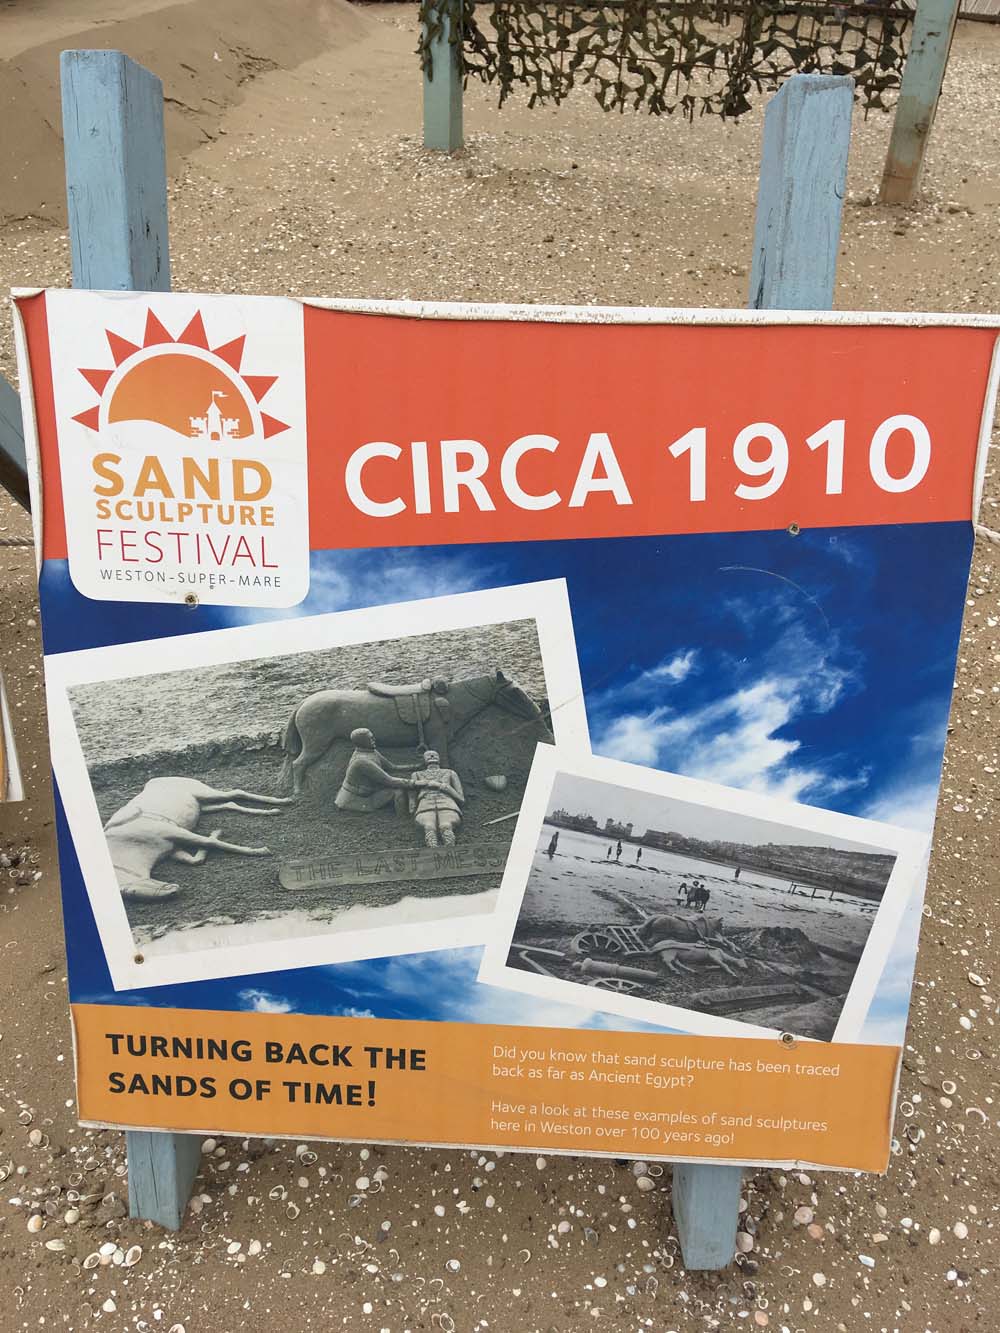 SAND
SCULPTURE
FESTIVAL
WESTON-SUPER-MARE
CIRCA 1910
THE LAST MESS
TURNING BACK THE
SANDS OF TIME!
Did you know that sand sculpture has been traced
back as far as Ancient Egypt?
Have a look at these examples of sand sculptures
here in Weston over 100 years ago!